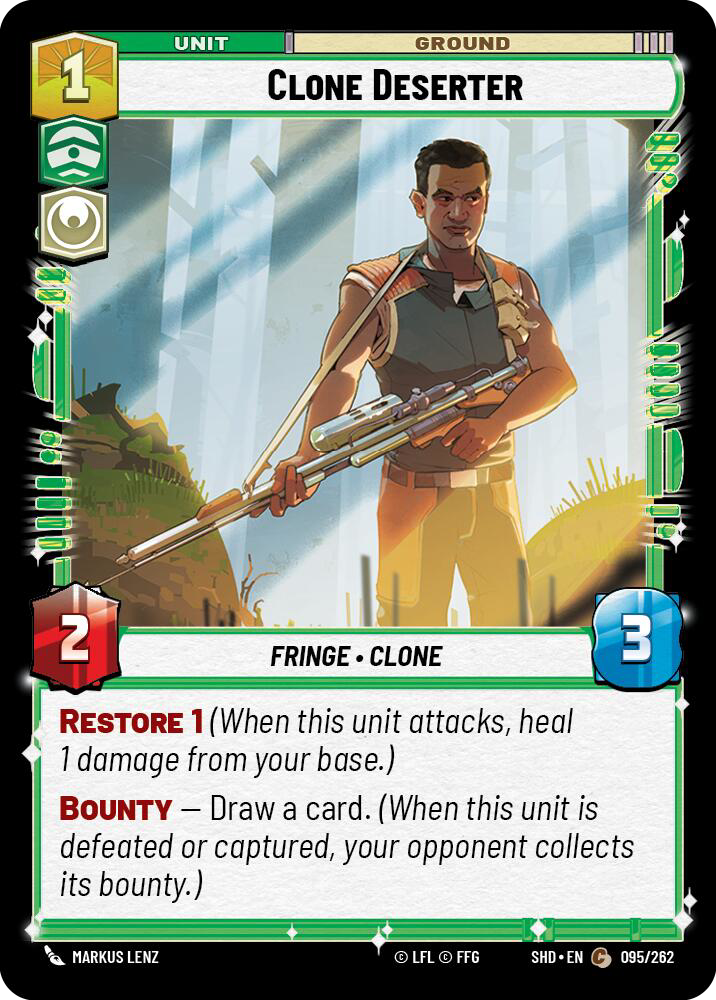 UNIT GROUND
1
CLONE DESERTER
2
3
FRINGE • CLONE
RESTORE 1 (When this unit attacks, heal
1 damage from your base.)
BOUNTY – Draw a card. (When this unit is
defeated or captured, your opponent collects
its bounty.)
MARKUS LENZ © LFL © FFG SHD • EN C 095/262